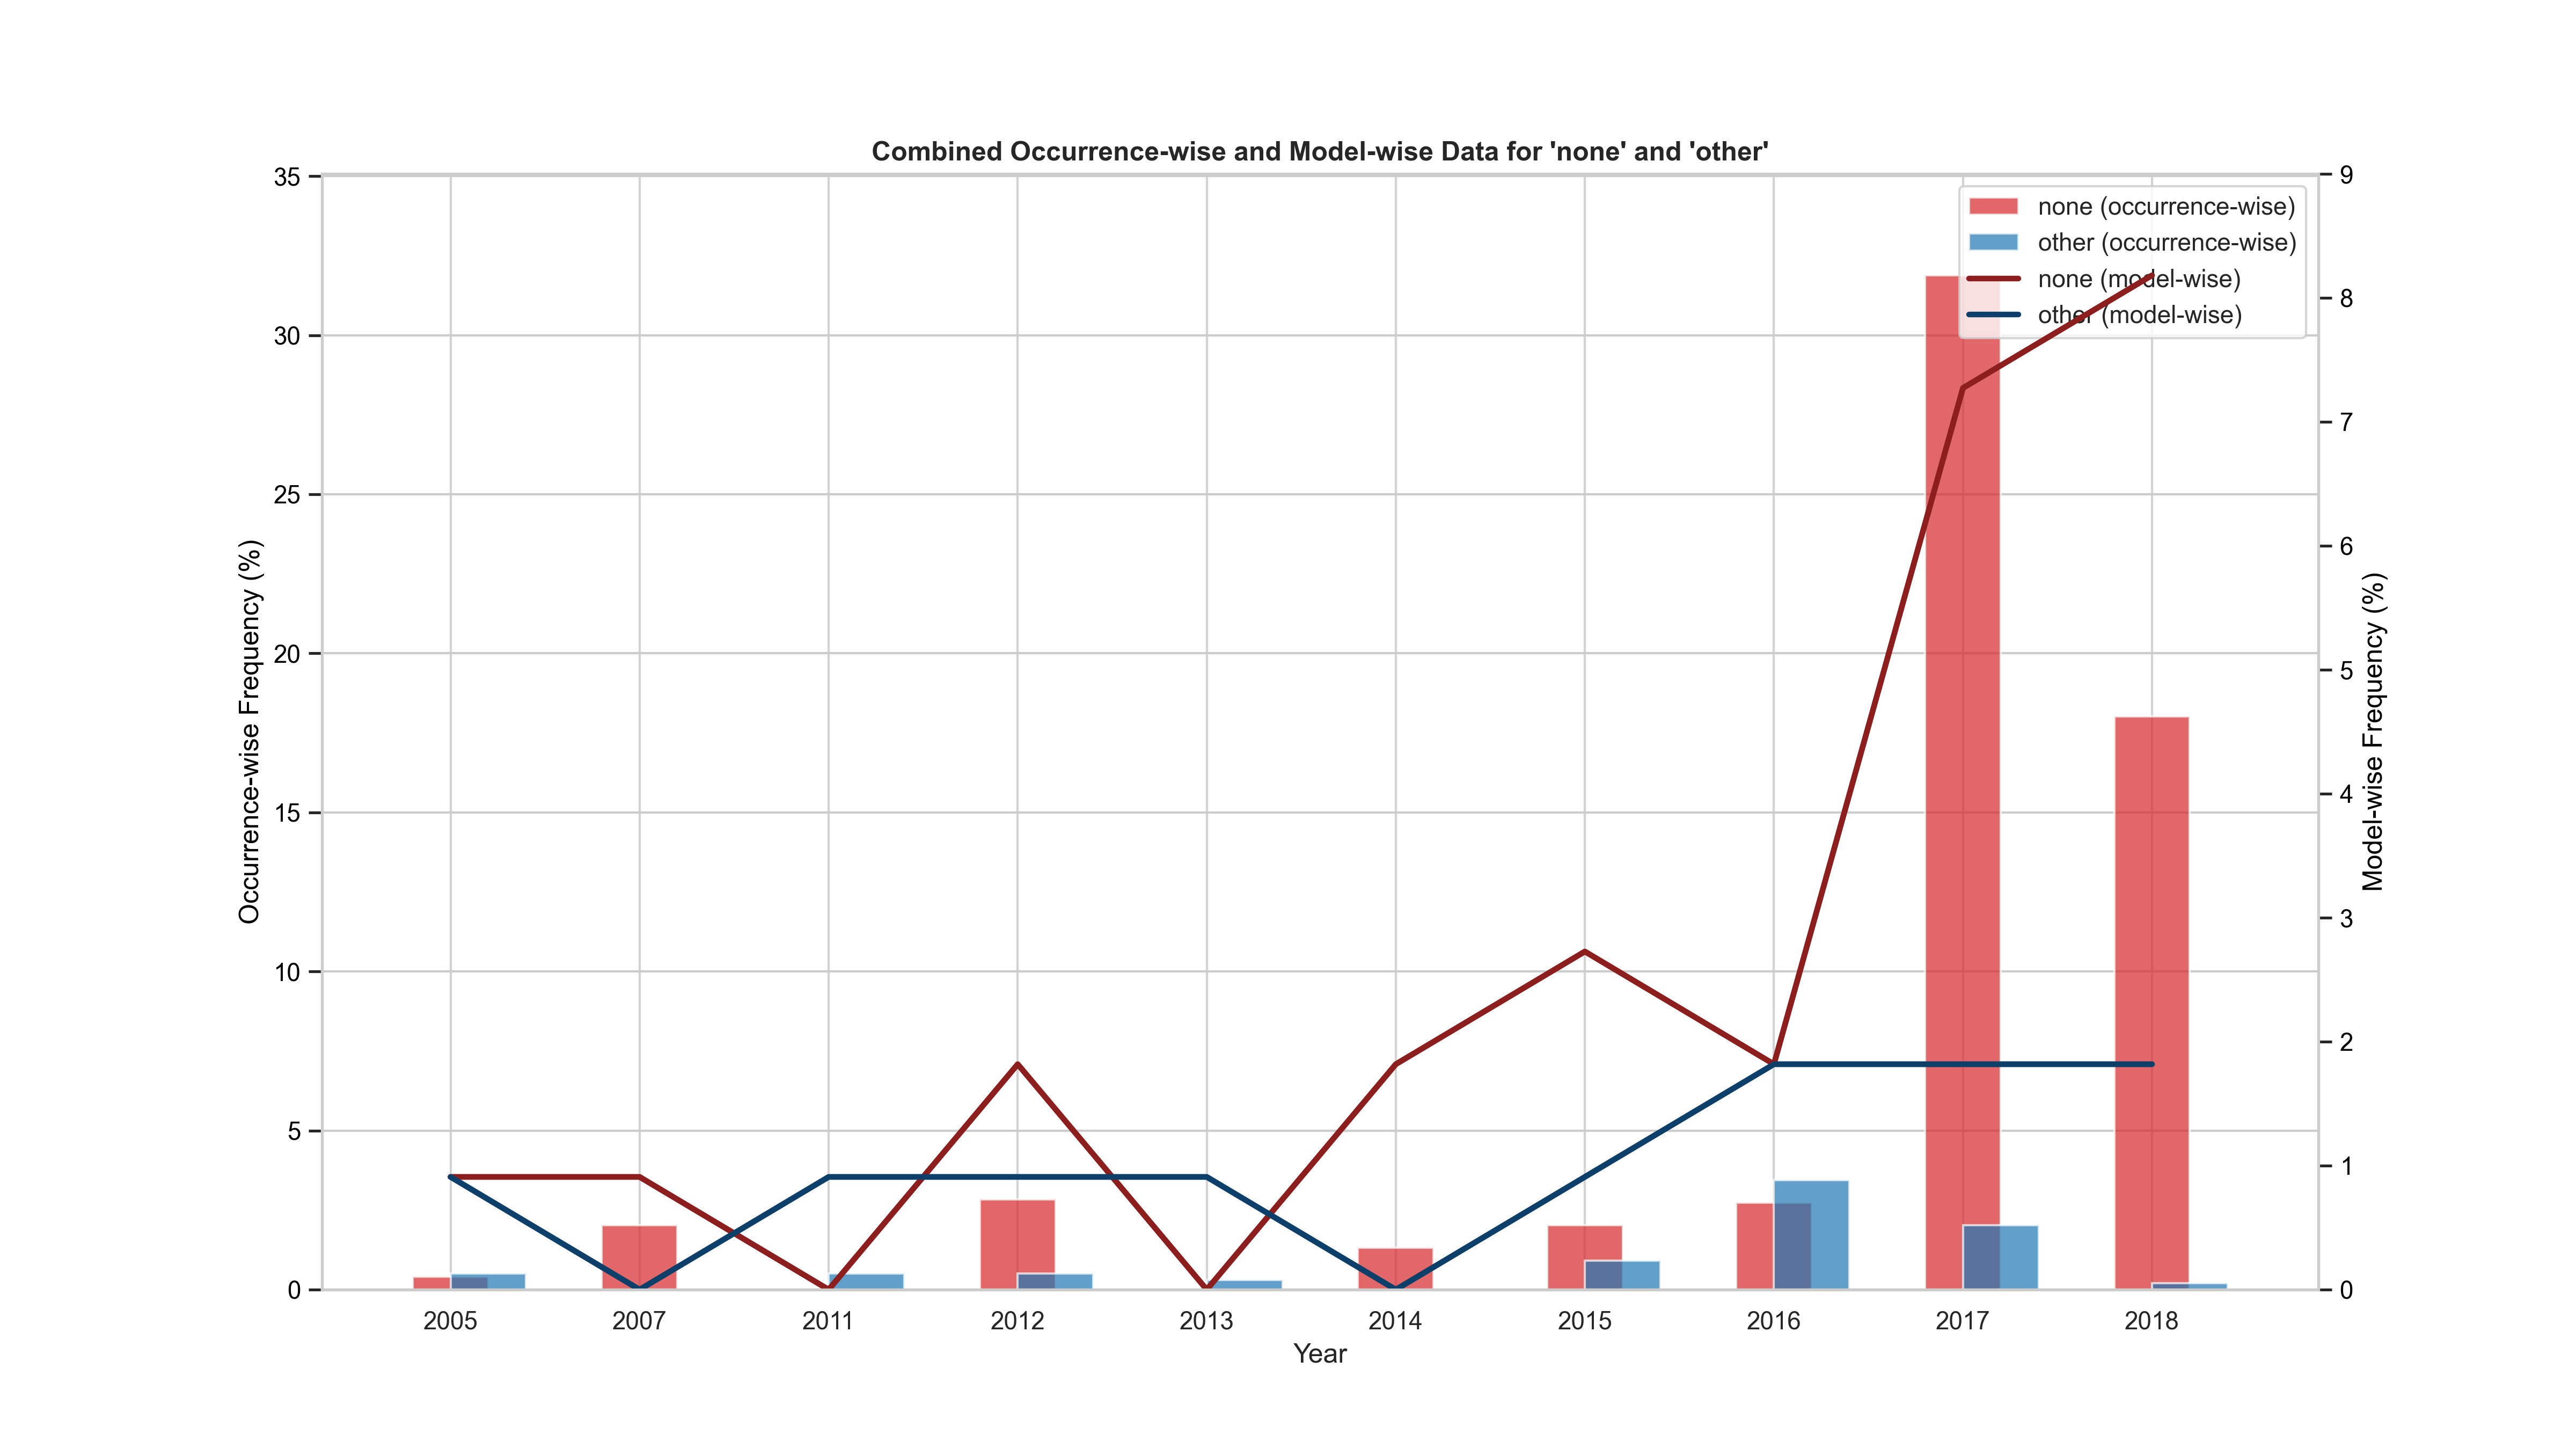 Combined Occurrence-wise and Model-wise Data for 'none' and 'other'
none (occurrence-wise)
other (occurrence-wise)
none (model-wise)
other (model-wise)
Occurrence-wise Frequency (%)
35
30
25
20
15
10
5
0
9
8
7
6
5
4
3
2
1
0
Model-wise Frequency (%)
2005 2007 2011 2012 2013 2014 2015 2016 2017 2018
Year